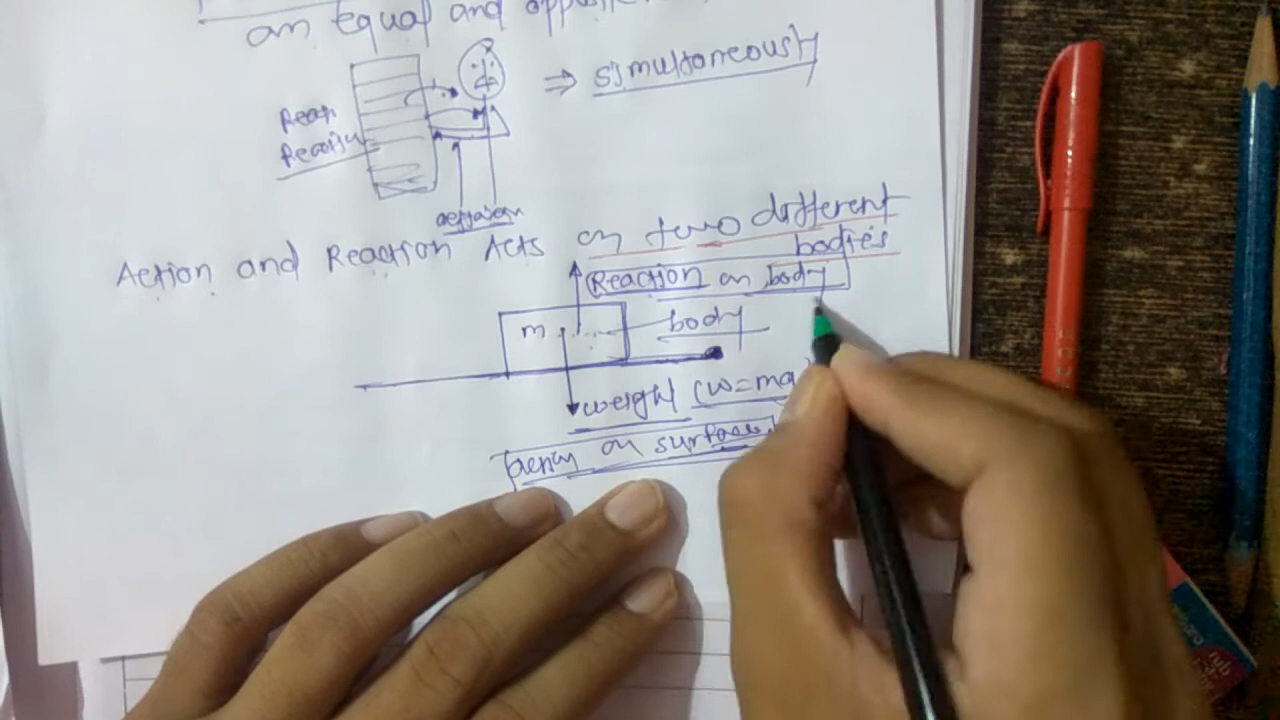 an equal and opposite
⇒ simultaneously
Reaction
Action and Reaction Acts on two different
bodies
Reaction on body
m
body
weight (w=mg
on surface